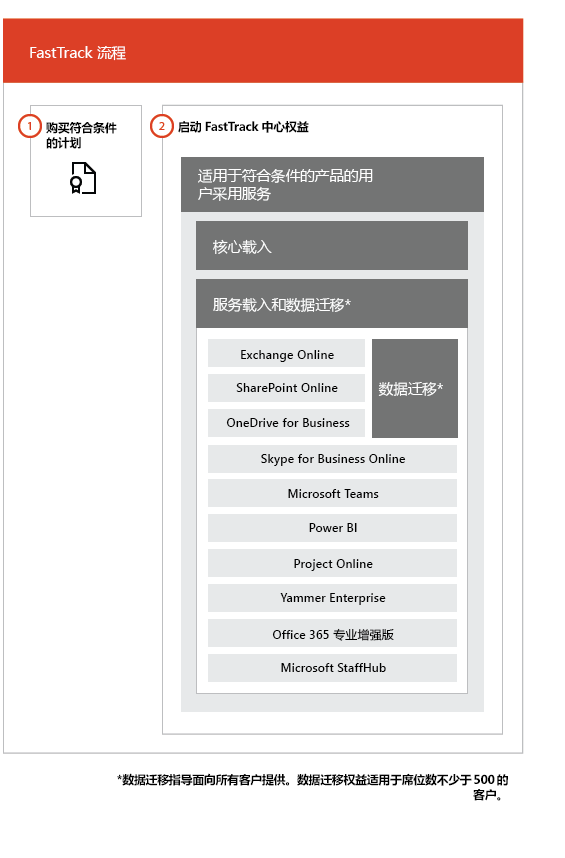 FastTrack 流程
1
购买符合条件
的计划
2
启动 FastTrack 中心权益
适用于符合条件的产品的用
户采用服务
核心载入
服务载入和数据迁移*
Exchange Online
SharePoint Online
OneDrive for Business
数据迁移*
Skype for Business Online
Microsoft Teams
Power BI
Project Online
Yammer Enterprise
Office 365 专业增强版
Microsoft StaffHub
*数据迁移指导面向所有客户提供。数据迁移权益适用于席位数不少于 500 的
客户。